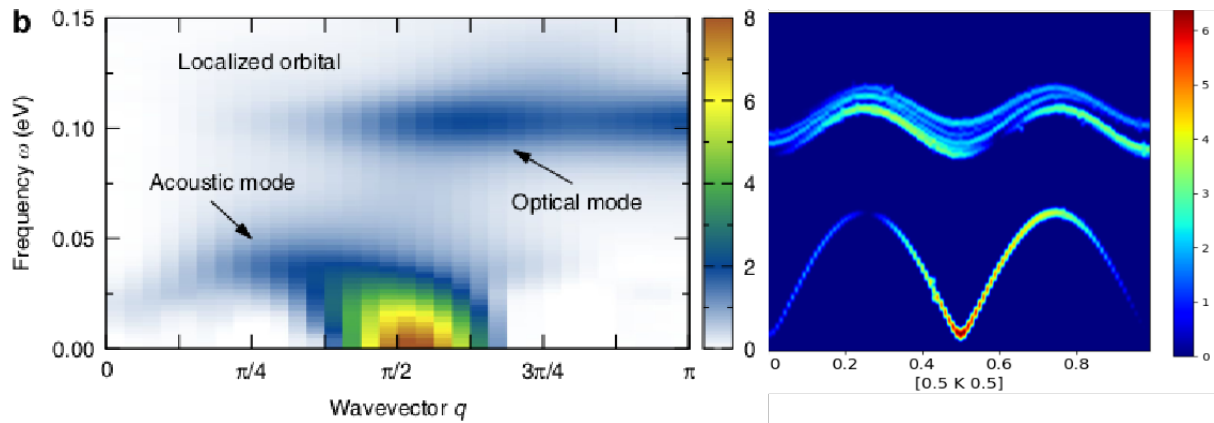 b
0.15
0.10
0.05
0.00
Frequency ω (eV)
Localized orbital
Acoustic mode
Optical mode
0 π/4 π/2 3π/4 π
Wavevector q
8
6
4
2
0
0 0.2 0.4 0.6 0.8
[0.5 K 0.5]
6
5
4
3
2
1
0